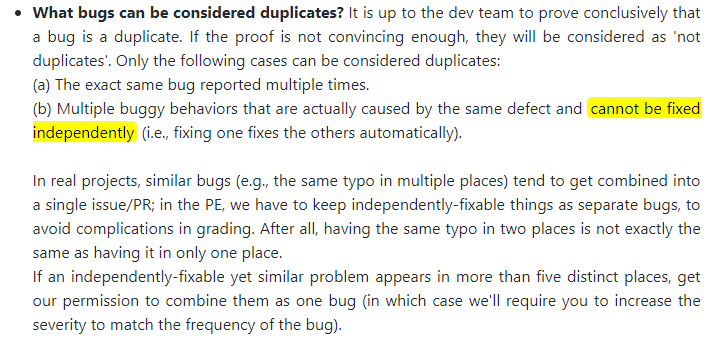 • What bugs can be considered duplicates? It is up to the dev team to prove conclusively that
a bug is a duplicate. If the proof is not convincing enough, they will be considered as 'not
duplicates'. Only the following cases can be considered duplicates:
(a) The exact same bug reported multiple times.
(b) Multiple buggy behaviors that are actually caused by the same defect and cannot be fixed
independently (i.e., fixing one fixes the others automatically).
In real projects, similar bugs (e.g., the same typo in multiple places) tend to get combined into
a single issue/PR; in the PE, we have to keep independently-fixable things as separate bugs, to
avoid complications in grading. After all, having the same typo in two places is not exactly the
same as having it in only one place.
If an independently-fixable yet similar problem appears in more than five distinct places, get
our permission to combine them as one bug (in which case we'll require you to increase the
severity to match the frequency of the bug).